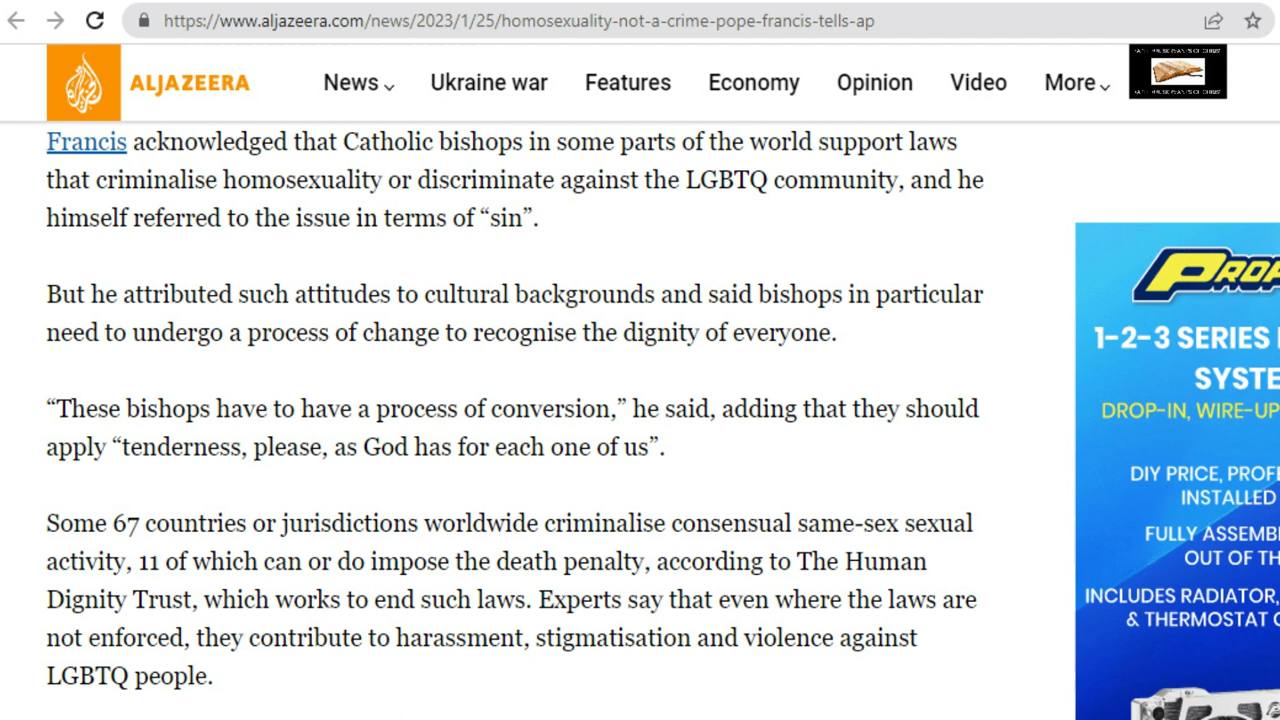 https://www.aljazeera.com/news/2023/1/25/homosexuality-not-a-crime-pope-francis-tells-ap
ALJAZEERA News Ukraine war Features Economy Opinion Video More
Francis acknowledged that Catholic bishops in some parts of the world support laws
that criminalise homosexuality or discriminate against the LGBTQ community, and he
himself referred to the issue in terms of “sin”.
But he attributed such attitudes to cultural backgrounds and said bishops in particular
need to undergo a process of change to recognise the dignity of everyone.
“These bishops have to have a process of conversion,” he said, adding that they should
apply “tenderness, please, as God has for each one of us”.
Some 67 countries or jurisdictions worldwide criminalise consensual same-sex sexual
activity, 11 of which can or do impose the death penalty, according to The Human
Dignity Trust, which works to end such laws. Experts say that even where the laws are
not enforced, they contribute to harassment, stigmatisation and violence against
LGBTQ people.
1-2-3 SERIES
DROP-IN, WIRE-UP
DIY PRICE,
INSTALLED
FULLY
OUT OF
INCLUDES RADIATOR,
& THERMOSTAT